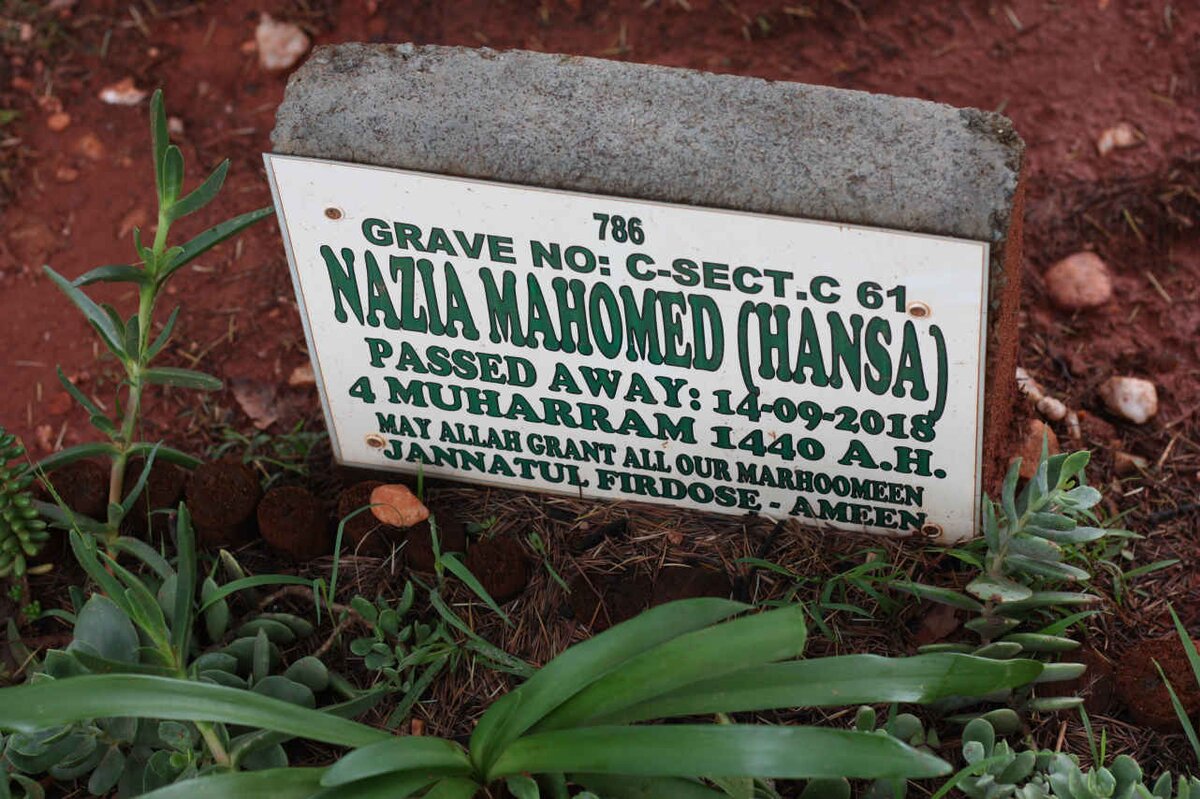 786
GRAVE NO: C-SECT.C 61
NAZIA MAHOMED (HANSA)
PASSED AWAY: 14-09-2018
4 MUHARRAM 1440 A.H.
MAY ALLAH GRANT ALL OUR MARHOOMEEN
JANNATUL FIRDOSE - AMEEN